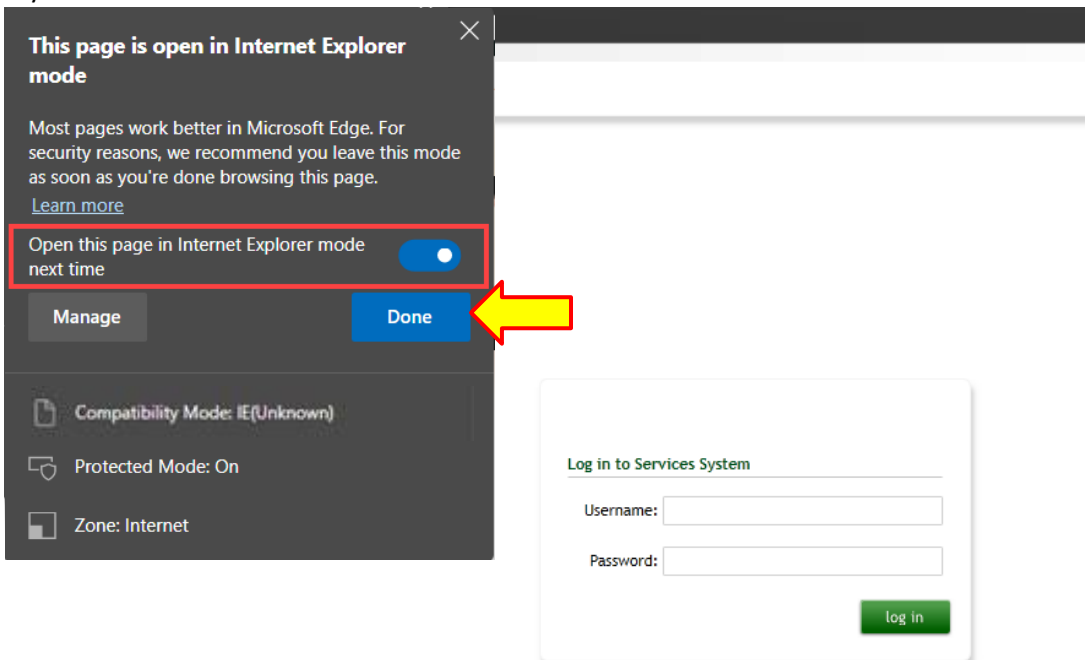 This page is open in Internet Explorer
mode
Most pages work better in Microsoft Edge. For
security reasons, we recommend you leave this mode
as soon as you're done browsing this page.
Learn more
Open this page in Internet Explorer mode
next time
Manage
Done
Compatibility Mode: IE(Unknown)
Protected Mode: On
Zone: Internet
Log in to Services System
Username:
Password:
log in